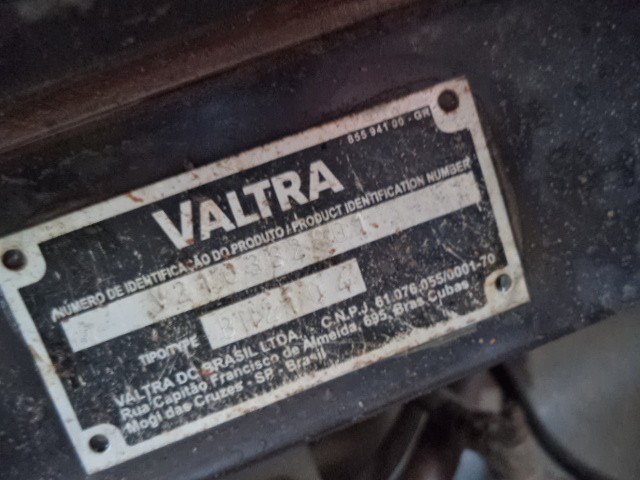 855 941 00 - GR
VALTRA
NÚMERO DE IDENTIFICAÇÃO DO PRODUTO / PRODUCT IDENTIFICATION NUMBER
TIPO/TYPE
VALTRA DO BRASIL LTDA. C.N.P.J. 61.076.055/0001-70
Rua Capitão Francisco de Almeida, 695, Bras Cubas
Mogi das Cruzes - SP - Brasil